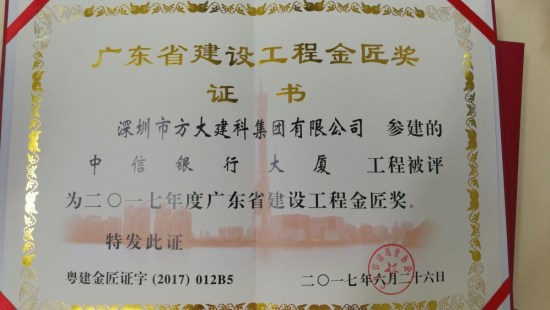 广东省建设工程金匠奖
证书
深圳市方大建科集团有限公司 参建的
中信银行大厦 工程被评
为二〇一七年度广东省建设工程金匠奖。
特发此证
粤建金匠证字（2017）012B5
二〇一七年六月二十六日